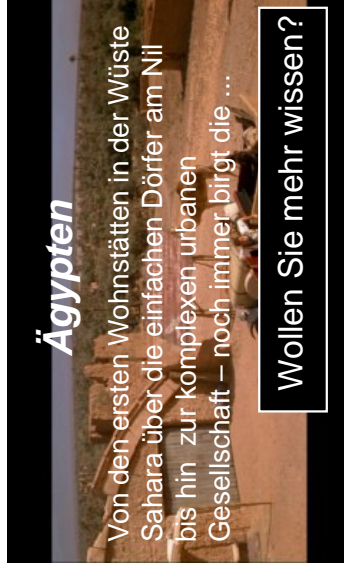 Ägypten
Von den ersten Wohnstätten in der Wüste
Sahara über die einfachen Dörfer am Nil
bis hin  zur komplexen urbanen
Gesellschaft – noch immer birgt die …
Wollen Sie mehr wissen?